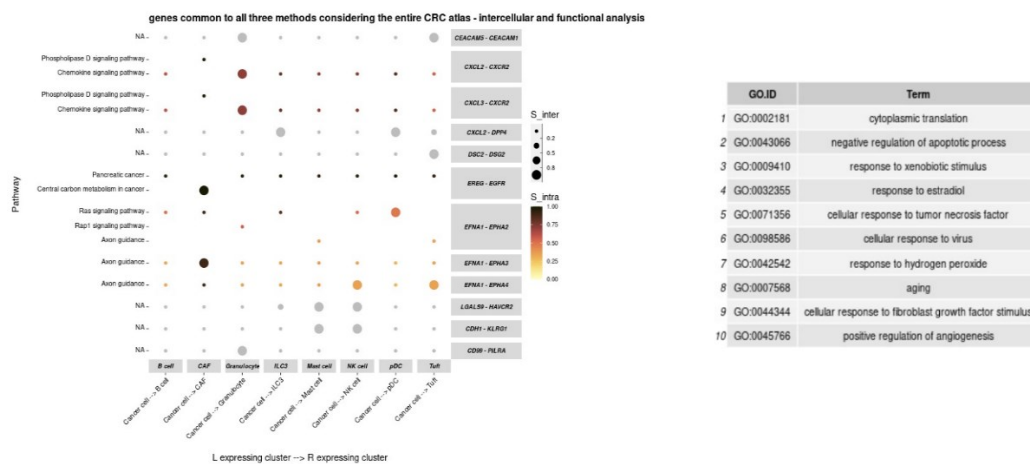 genes common to all three methods considering the entire CRC atlas - intercellular and functional analysis
NA
CEACAM5 - CEACAM1
Phospholipase D signaling pathway
Chemokine signaling pathway
CXCL2 - CXCR2
Phospholipase D signaling pathway
Chemokine signaling pathway
CXCL3 - CXCR2
NA
CXCL2 - DPP4
NA
DSC2 - DSG2
Pancreatic cancer
Central carbon metabolism in cancer
EREG - EGFR
Ras signaling pathway
Rap1 signaling pathway
Axon guidance
EFNA1 - EPHA2
Axon guidance
EFNA1 - EPHA3
Axon guidance
EFNA1 - EPHA4
NA
LGALS9 - HAVCR2
NA
CDH1 - KLRG1
NA
CD99 - PILRA
Pathway
B cell
CAF
Granulocyte
ILC3
Mast cell
NK cell
pDC
Tuft
Cancer cell --> B cell
Cancer cell --> CAF
Cancer cell --> Granulocyte
Cancer cell --> ILC3
Cancer cell --> Mast cell
Cancer cell --> NK cell
Cancer cell --> pDC
Cancer cell --> Tuft
L expressing cluster --> R expressing cluster
S_inter
0.2
0.5
0.8
S_intra
1.00
0.75
0.50
0.25
0.00
GO.ID Term
1 GO:0002181 cytoplasmic translation
2 GO:0043066 negative regulation of apoptotic process
3 GO:0009410 response to xenobiotic stimulus
4 GO:0032355 response to estradiol
5 GO:0071356 cellular response to tumor necrosis factor
6 GO:0098586 cellular response to virus
7 GO:0042542 response to hydrogen peroxide
8 GO:0007568 aging
9 GO:0044344 cellular response to fibroblast growth factor stimulus
10 GO:0045766 positive regulation of angiogenesis